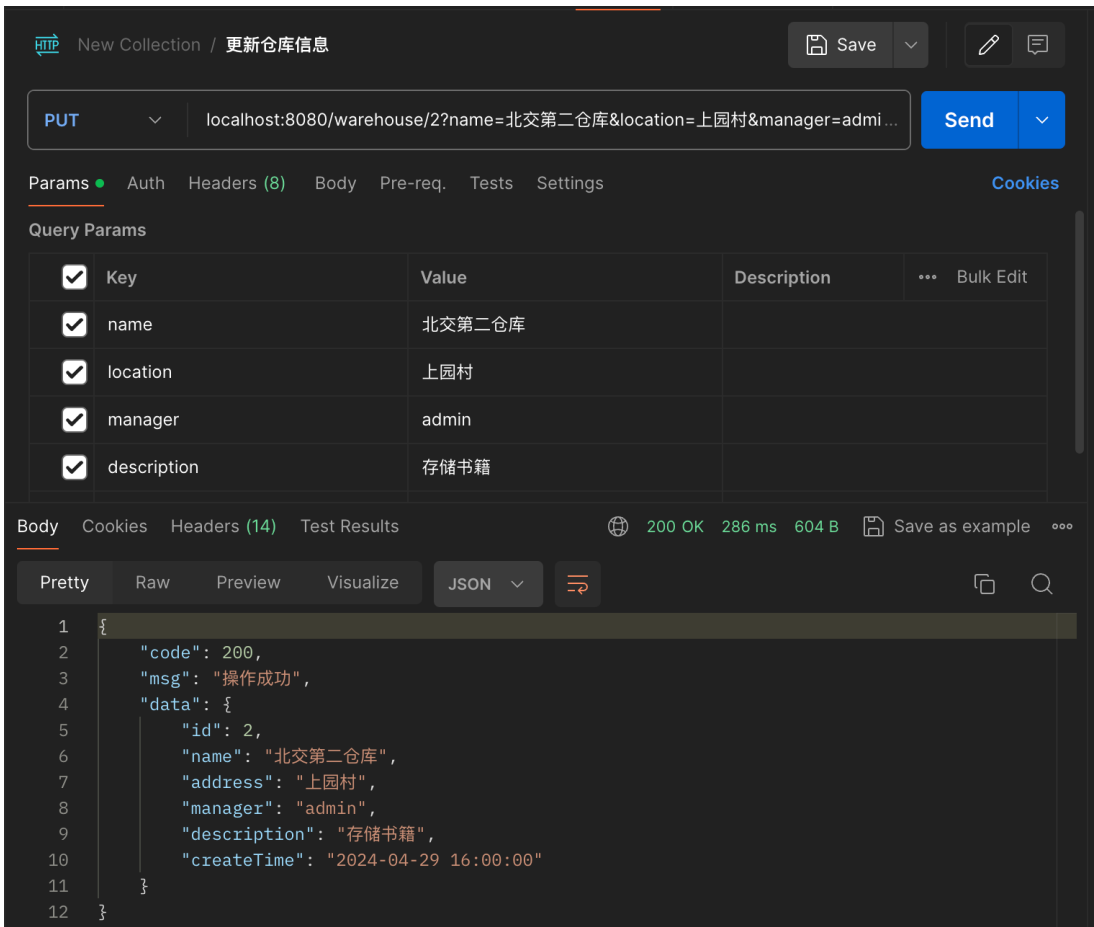 HTTP New Collection / 更新仓库信息 Save
PUT localhost:8080/warehouse/2?name=北交第二仓库&location=上园村&manager=admi... Send
Params Auth Headers (8) Body Pre-req. Tests Settings Cookies
Query Params
Key Value Description ... Bulk Edit
name 北交第二仓库
location 上园村
manager admin
description 存储书籍
Body Cookies Headers (14) Test Results 200 OK 286 ms 604 B Save as example
Pretty Raw Preview Visualize JSON
1 {
2 "code": 200,
3 "msg": "操作成功",
4 "data": {
5 "id": 2,
6 "name": "北交第二仓库",
7 "address": "上园村",
8 "manager": "admin",
9 "description": "存储书籍",
10 "createTime": "2024-04-29 16:00:00"
11 }
12 }